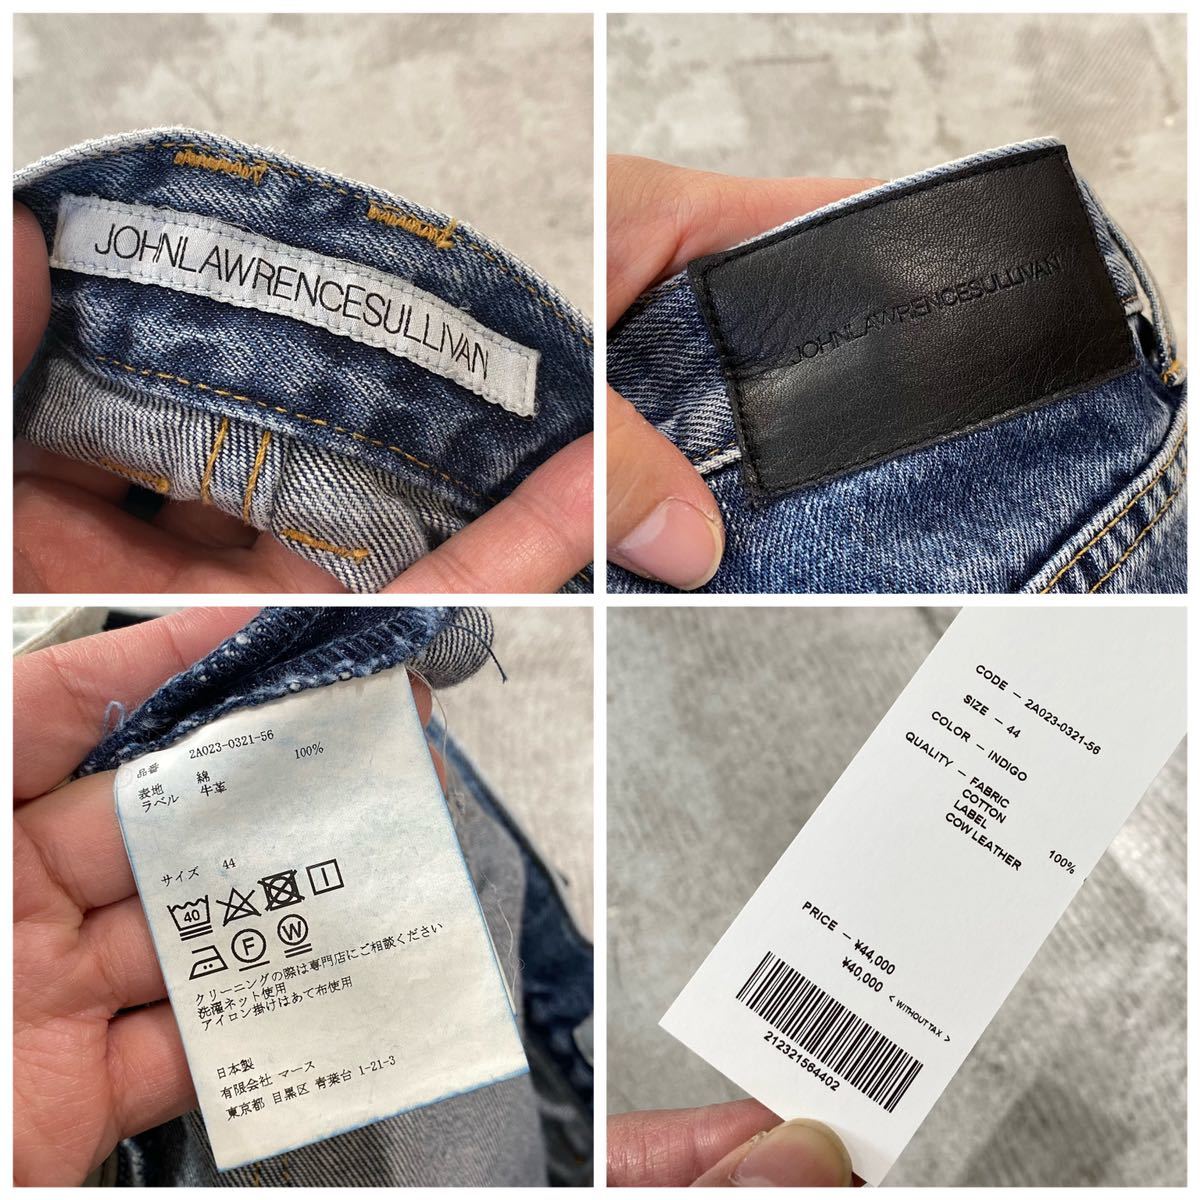 JOHNLAWRENCESULLIVAN
JOHNLAWRENCESULLIVAN
品番 2A023-0321-56
表地 綿 100%
ラベル 牛革
サイズ 44
40
F W
クリーニングの際は専門店にご相談ください
洗濯ネット使用
アイロン掛けはあて布使用
日本製
有限会社 マース
東京都 目黒区 青葉台 1-21-3
CODE — 2A023-0321-56
SIZE — 44
COLOR — INDIGO
QUALITY — FABRIC
COTTON 100%
LABEL
COW LEATHER
PRICE — ¥44,000
¥40,000 < WITHOUT TAX >
212321564402